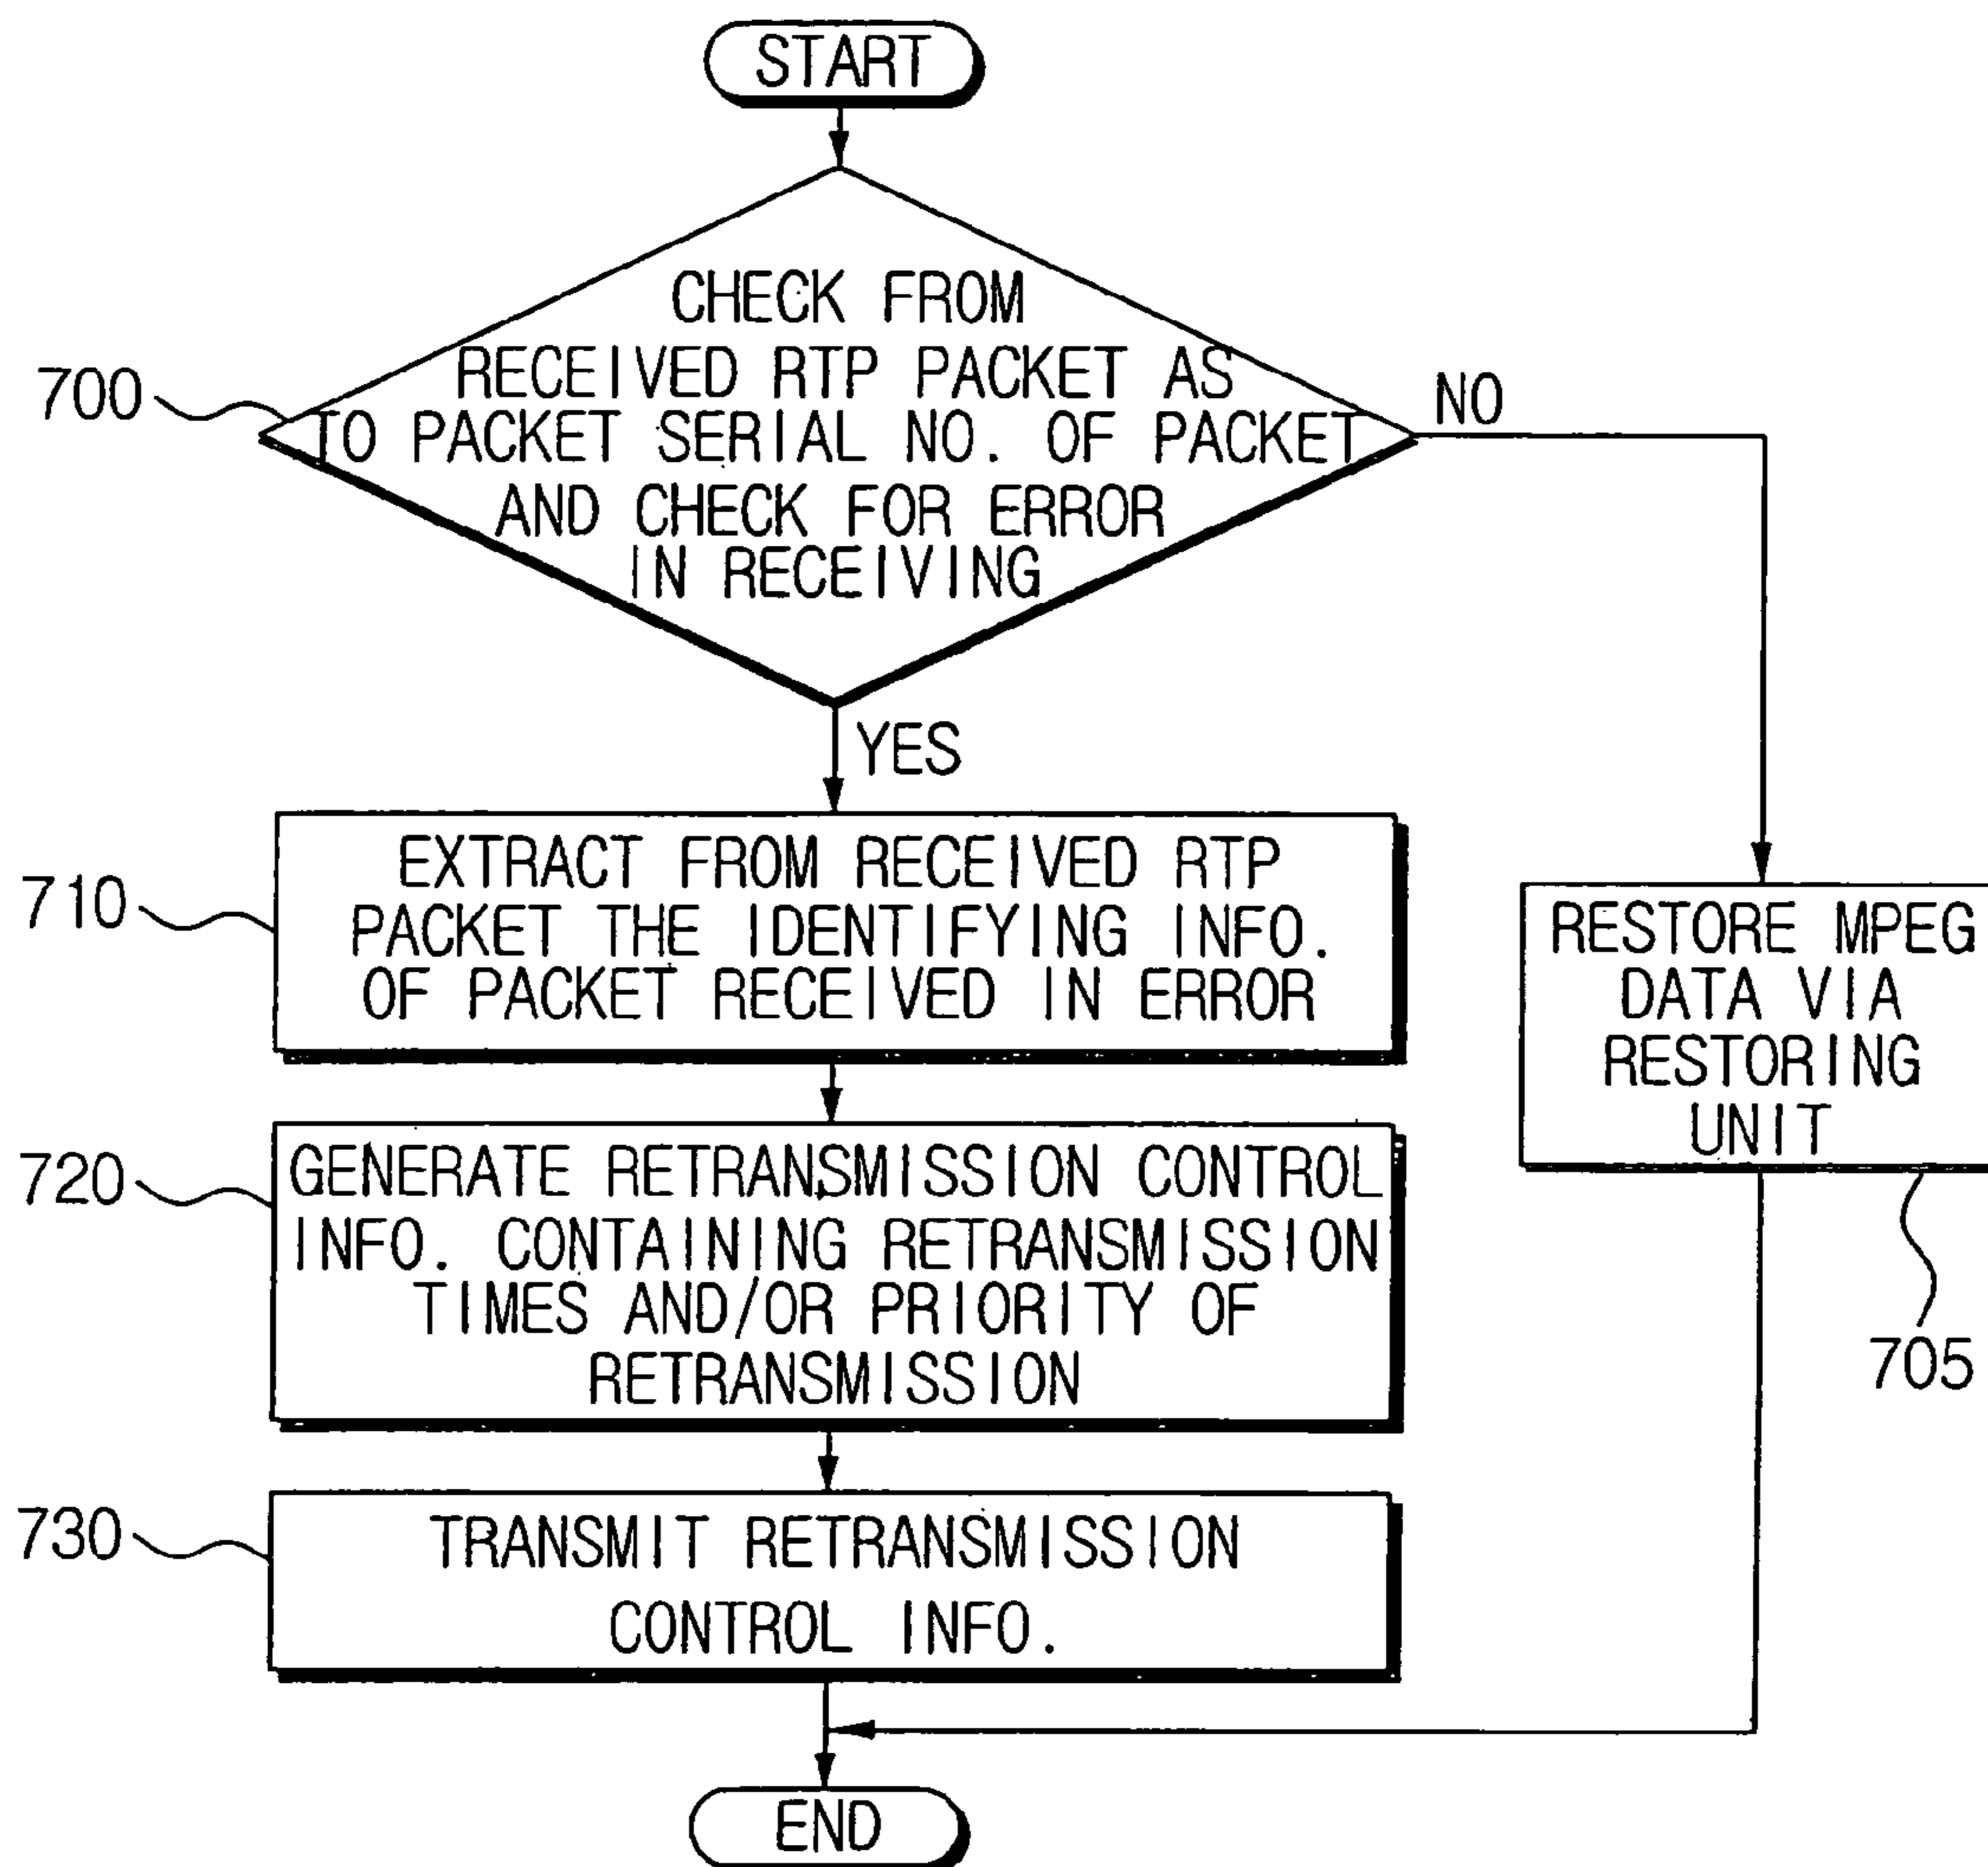 START
CHECK FROM
RECEIVED RTP PACKET AS
TO PACKET SERIAL NO. OF PACKET
AND CHECK FOR ERROR
IN RECEIVING
700
NO
YES
EXTRACT FROM RECEIVED RTP
PACKET THE IDENTIFYING INFO.
OF PACKET RECEIVED IN ERROR
710
RESTORE MPEG
DATA VIA
RESTORING
UNIT
705
GENERATE RETRANSMISSION CONTROL
INFO. CONTAINING RETRANSMISSION
TIMES AND/OR PRIORITY OF
RETRANSMISSION
720
TRANSMIT RETRANSMISSION
CONTROL INFO.
730
END